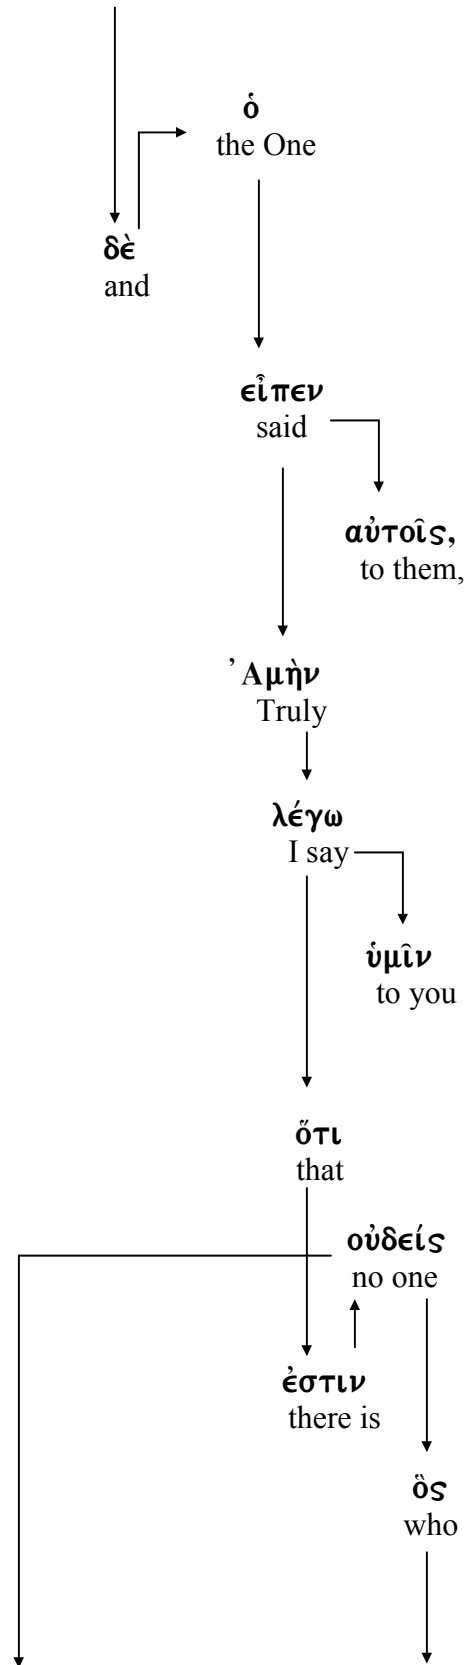 ὁ
the One
δὲ
and
εἶπεν
said
αὐτοῖς,
to them,
Ἀμὴν
Truly
λέγω
I say
ὑμῖν
to you
ὅτι
that
οὐδείς
no one
ἐστιν
there is
ὃς
who